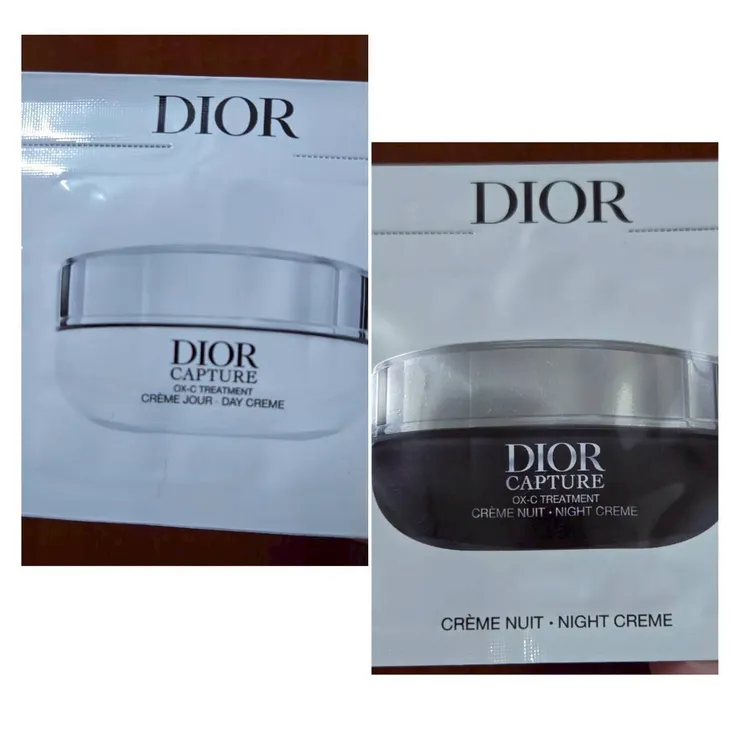 DIOR
DIOR
CAPTURE
OX-C TREATMENT
CRÈME JOUR · DAY CREME
DIOR
DIOR
CAPTURE
OX-C TREATMENT
CRÈME NUIT • NIGHT CREME
CRÈME NUIT • NIGHT CREME